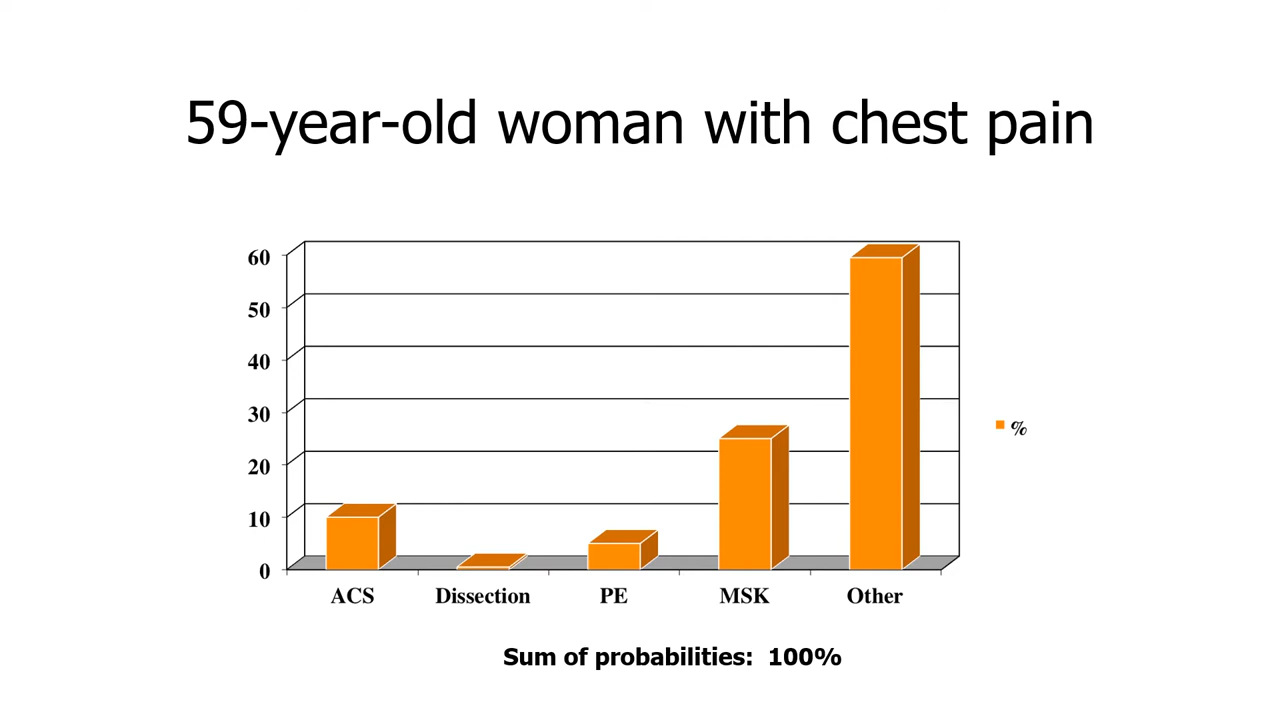 59-year-old woman with chest pain
60
50
40
30
20
10
0
ACS Dissection PE MSK Other
%
Sum of probabilities: 100%